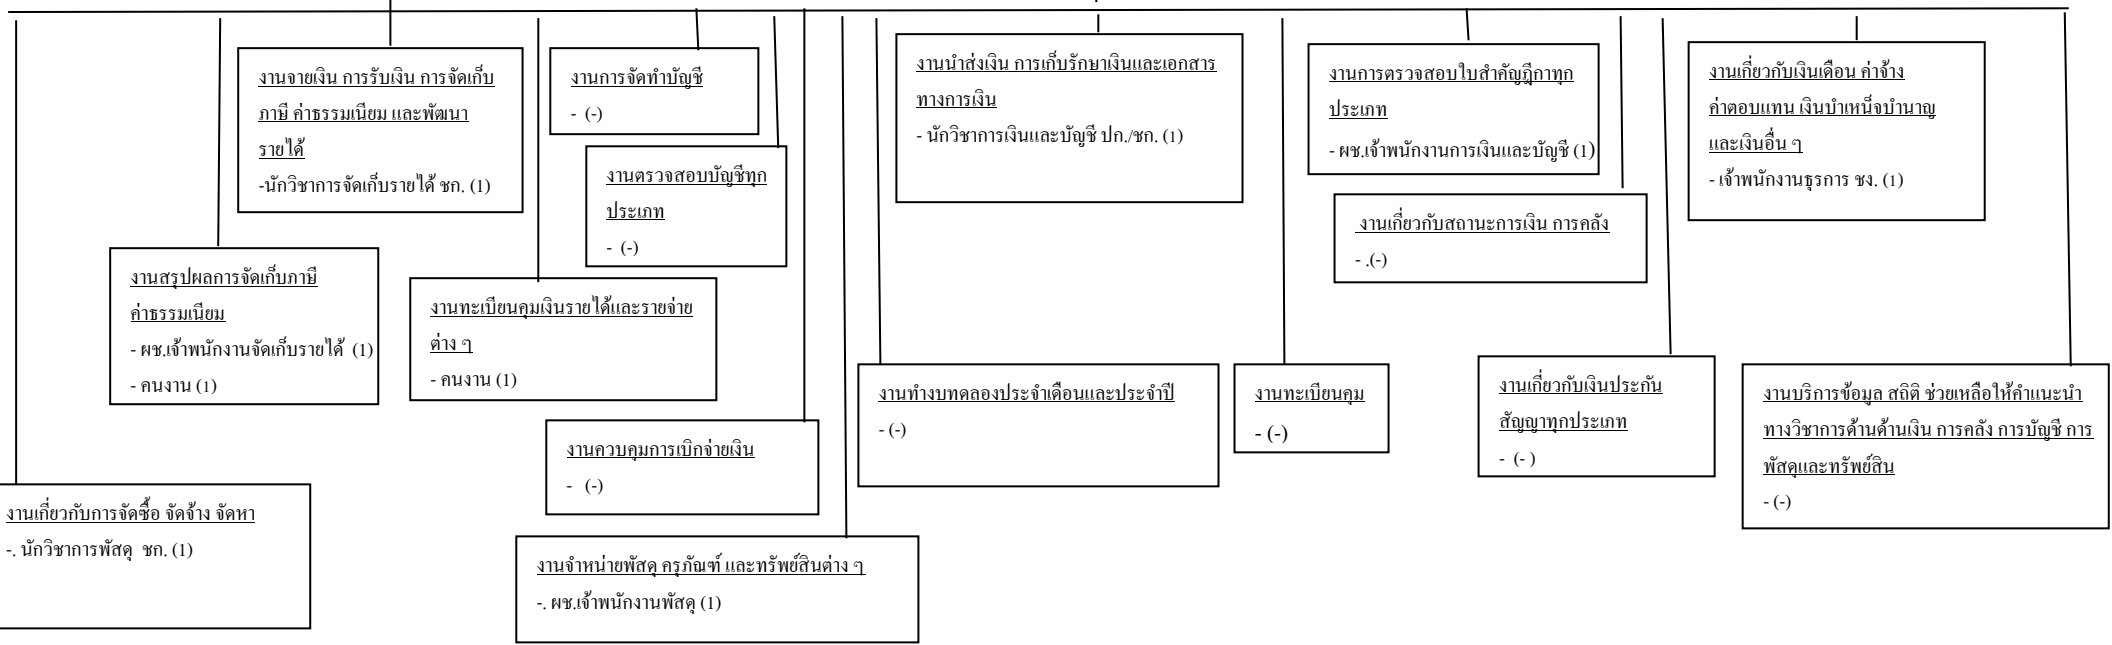 งานจ่ายเงิน การรับเงิน การจัดเก็บ
ภาษี ค่าธรรมเนียม และพัฒนา
รายได้
-นักวิชาการจัดเก็บรายได้ ชก. (1)
งานการจัดทำบัญชี
- (-)
งานตรวจสอบบัญชีทุก
ประเภท
- (-)
งานนำส่งเงิน การเก็บรักษาเงินและเอกสาร
ทางการเงิน
- นักวิชาการเงินและบัญชี ปก./ชก. (1)
งานการตรวจสอบใบสำคัญฎีกาทุก
ประเภท
- ผช.เจ้าพนักงานการเงินและบัญชี (1)
งานเกี่ยวกับสถานะการเงิน การคลัง
- .(-)
งานเกี่ยวกับเงินเดือน ค่าจ้าง
ค่าตอบแทน เงินบำเหน็จบำนาญ
และเงินอื่น ๆ
- เจ้าพนักงานธุรการ ชง. (1)
งานสรุปผลการจัดเก็บภาษี
ค่าธรรมเนียม
- ผช.เจ้าพนักงานจัดเก็บรายได้ (1)
- คนงาน (1)
งานทะเบียนคุมเงินรายได้และรายจ่าย
ต่าง ๆ
- คนงาน (1)
งานควบคุมการเบิกจ่ายเงิน
- (-)
งานทำงบทดลองประจำเดือนและประจำปี
- (-)
งานทะเบียนคุม
- (-)
งานเกี่ยวกับเงินประกัน
สัญญาทุกประเภท
- (- )
งานบริการข้อมูล สถิติ ช่วยเหลือให้คำแนะนำ
ทางวิชาการด้านด้านเงิน การคลัง การบัญชี การ
พัสดุและทรัพย์สิน
- (-)
งานเกี่ยวกับการจัดซื้อ จัดจ้าง จัดหา
-. นักวิชาการพัสดุ ชก. (1)
งานจำหน่ายพัสดุ ครุภัณฑ์ และทรัพย์สินต่าง ๆ
-. ผช.เจ้าพนักงานพัสดุ (1)